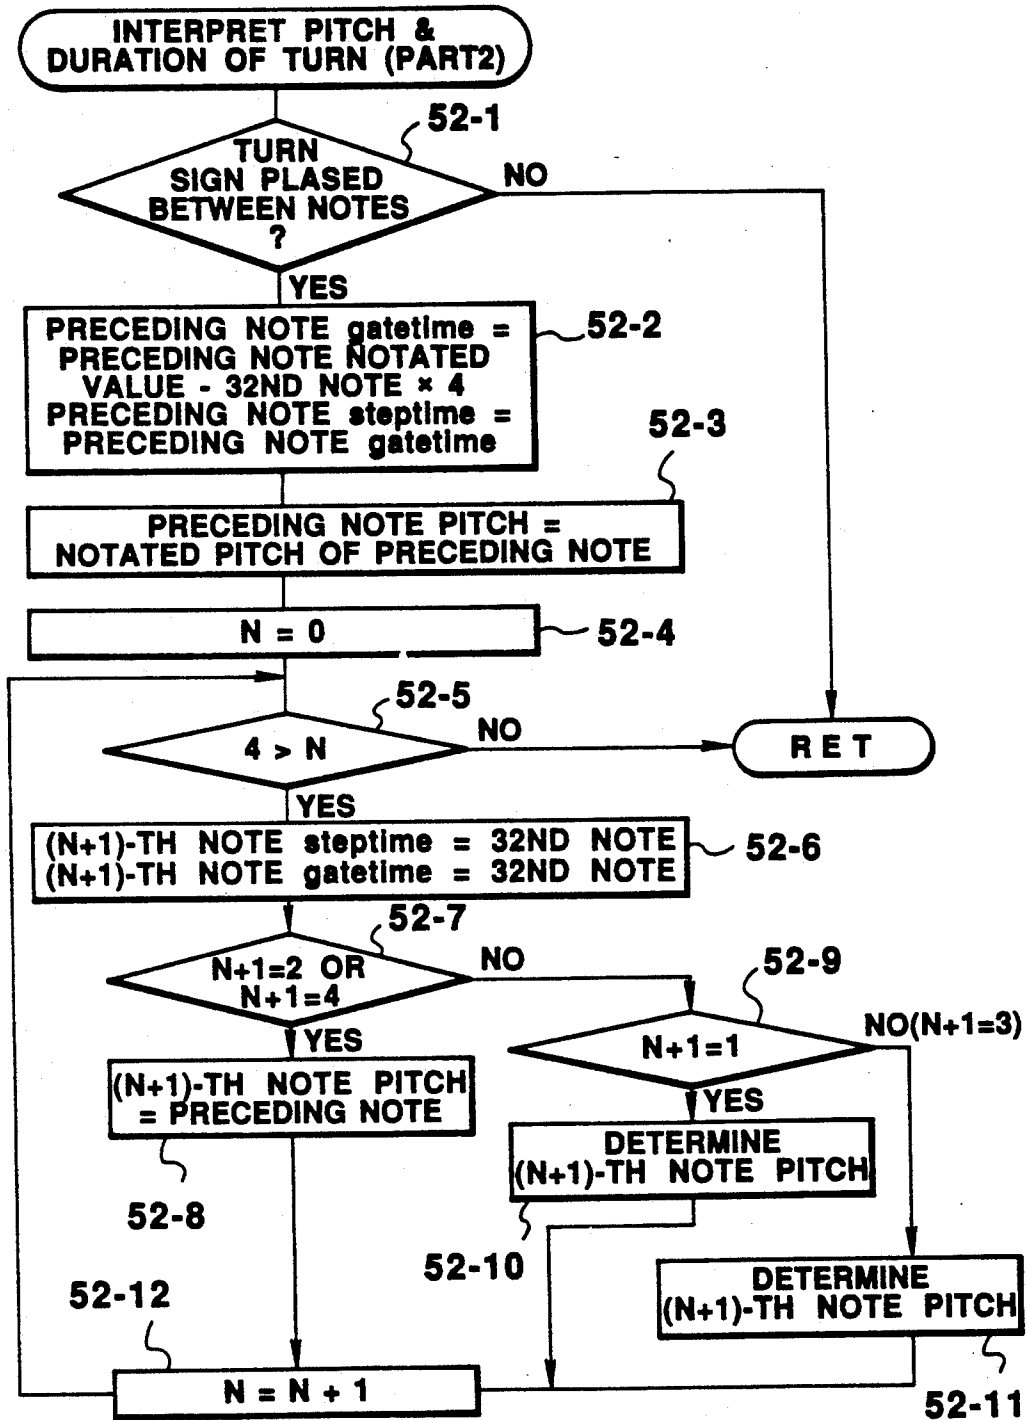 INTERPRET PITCH &
DURATION OF TURN (PART2)
52-1
TURN
SIGN PLASED
BETWEEN NOTES
?
NO
YES
PRECEDING NOTE gatetime =
PRECEDING NOTE NOTATED
VALUE - 32ND NOTE × 4
PRECEDING NOTE steptime =
PRECEDING NOTE gatetime
52-2
52-3
PRECEDING NOTE PITCH =
NOTATED PITCH OF PRECEDING NOTE
N = 0
52-4
52-5
4 > N
NO
RET
YES
(N+1)-TH NOTE steptime = 32ND NOTE
(N+1)-TH NOTE gatetime = 32ND NOTE
52-6
52-7
N+1=2 OR
N+1=4
NO
52-9
N+1=1
NO(N+1=3)
YES
(N+1)-TH NOTE PITCH
= PRECEDING NOTE
52-8
YES
DETERMINE
(N+1)-TH NOTE PITCH
52-10
DETERMINE
(N+1)-TH NOTE PITCH
52-11
52-12
N = N + 1